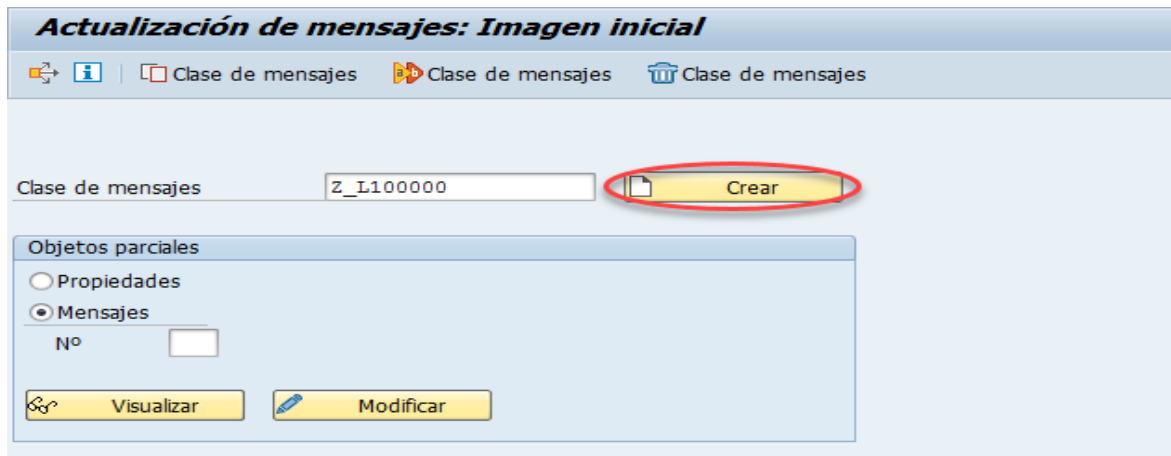 Actualización de mensajes: Imagen inicial
Clase de mensajes Clase de mensajes Clase de mensajes
Clase de mensajes Z_L100000 Crear
Objetos parciales
Propiedades
Mensajes
Nº
Visualizar Modificar